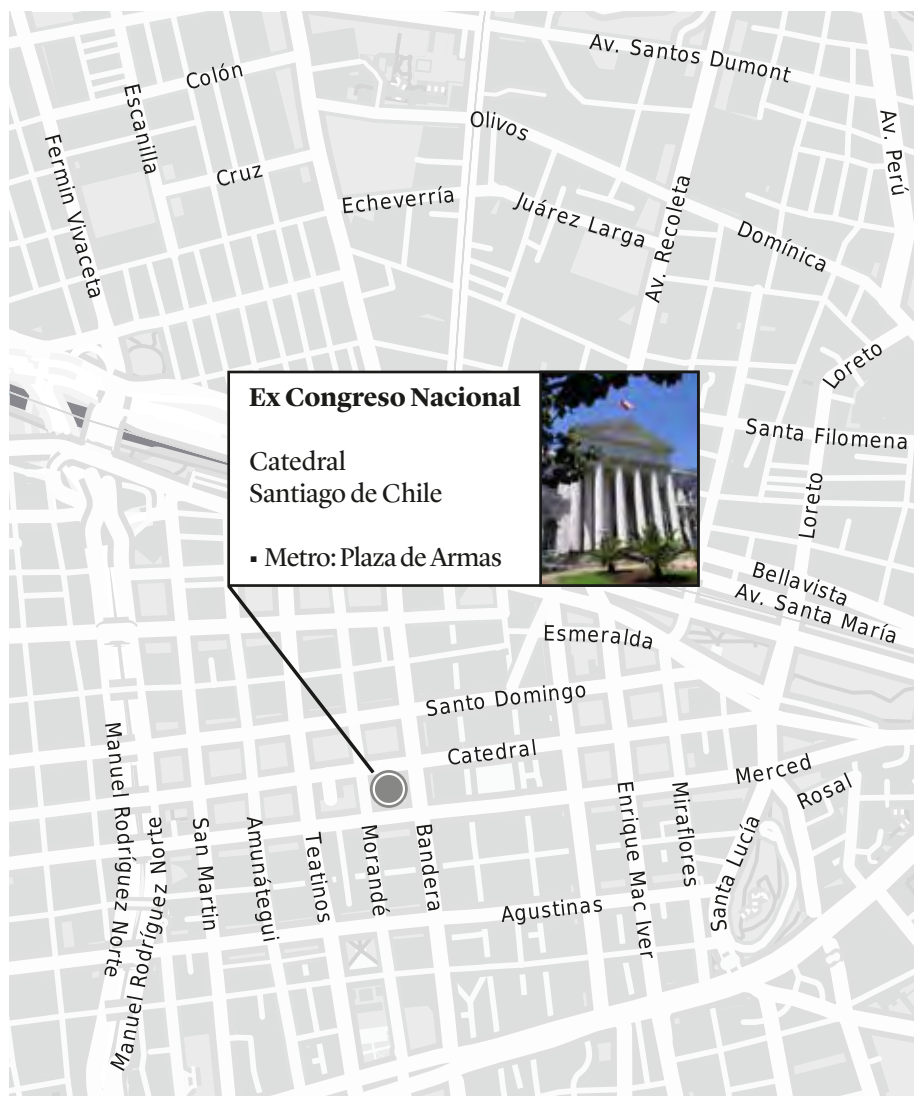 Av. Santos Dumont
Colón
Escanilla
Fermin Vivaceta
Cruz
Olivos
Av. Perú
Echeverría
Juárez Larga
Av. Recoleta
Domínica
Loreto
Ex Congreso Nacional
Catedral
Santiago de Chile
▪ Metro: Plaza de Armas
Santa Filomena
Loreto
Bellavista
Av. Santa María
Esmeralda
Santo Domingo
Catedral
Merced
Rosal
Manuel Rodríguez Norte
Manuel Rodríguez Norte
San Martin
Amunátegui
Teatinos
Morandé
Bandera
Enrique Mac Iver
Miraflores
Santa Lucía
Agustinas